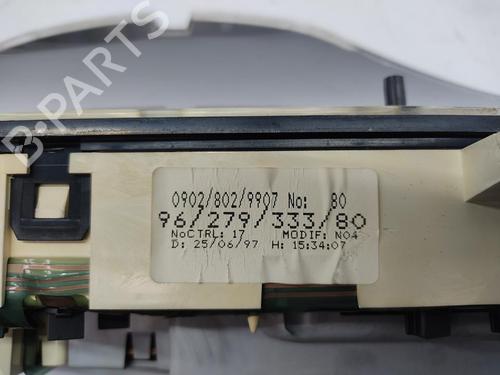 B-PARTS
0902/802/9907 No: 80
96/279/333/80
NoCTRL: 17 MODIF: N04
D: 25/06/97 H: 15:34:07